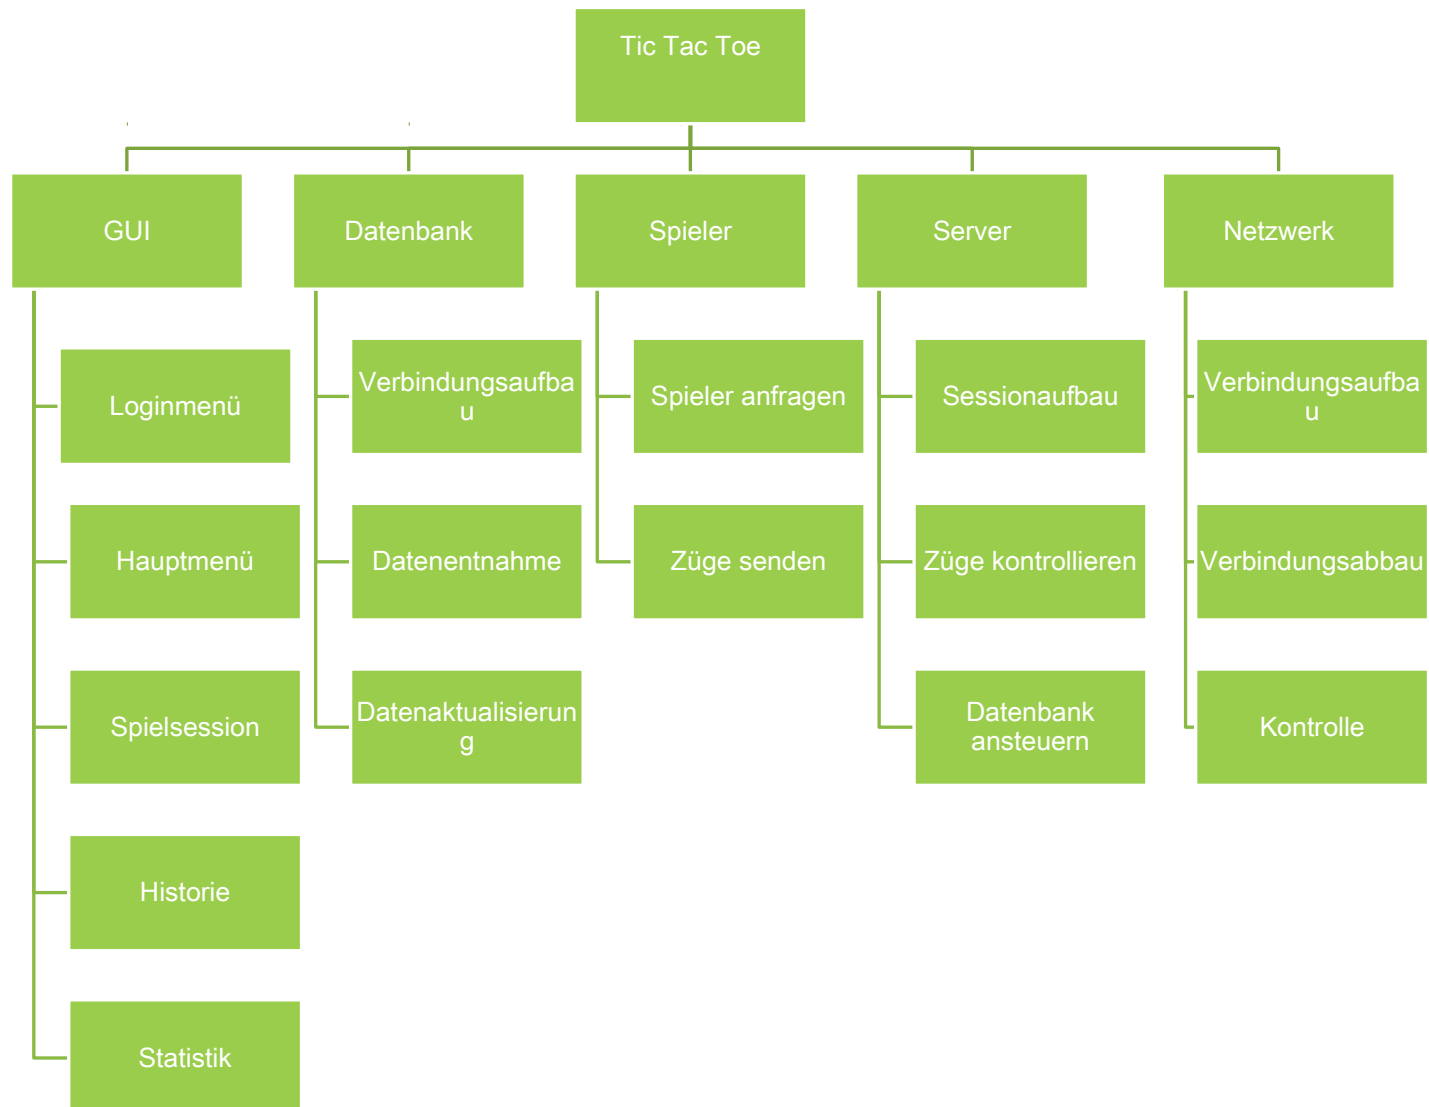 Tic Tac Toe
GUI
Datenbank
Spieler
Server
Netzwerk
Loginmenü
Verbindungsaufba
u
Spieler anfragen
Sessionaufbau
Verbindungsaufba
u
Hauptmenü
Datenentnahme
Züge senden
Züge kontrollieren
Verbindungsabbau
Spielsession
Datenaktualisierun
g
Datenbank
ansteuern
Kontrolle
Historie
Statistik